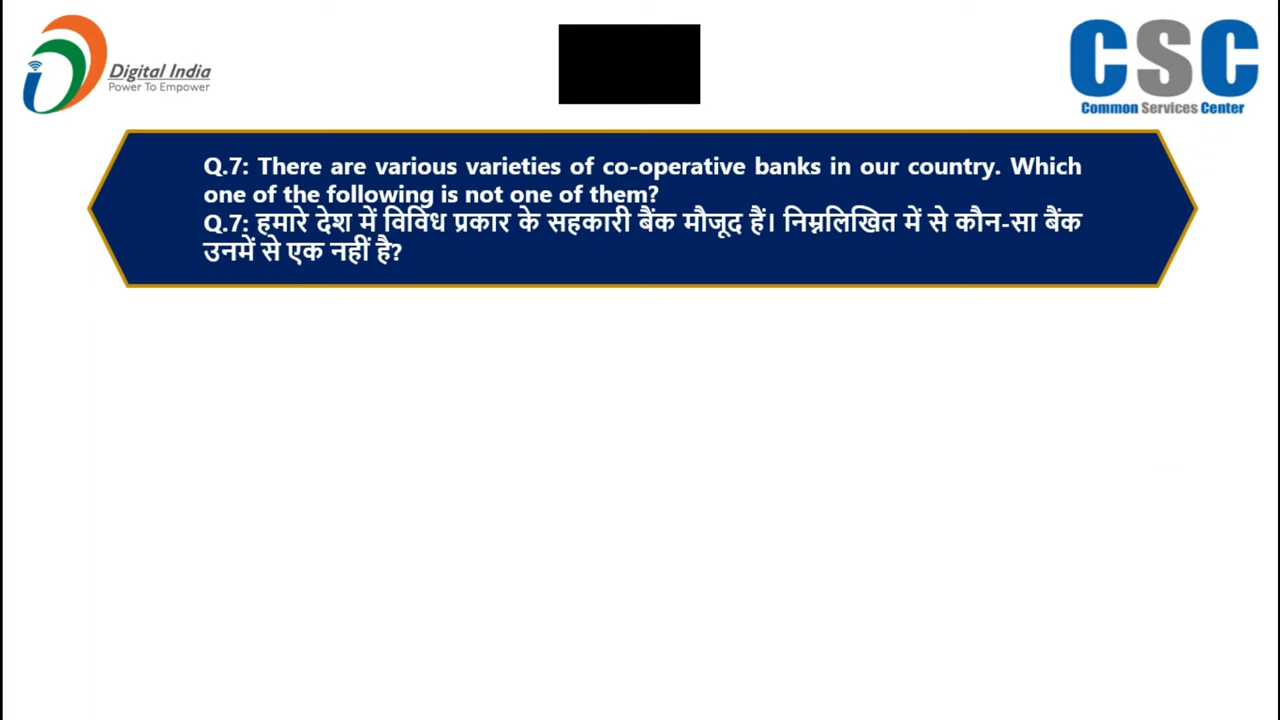 Digital India
Power To Empower
CSC
Common Services Center
Q.7: There are various varieties of co-operative banks in our country. Which
one of the following is not one of them?
Q.7: हमारे देश में विविध प्रकार के सहकारी बैंक मौजूद हैं। निम्नलिखित में से कौन-सा बैंक
उनमें से एक नहीं है?